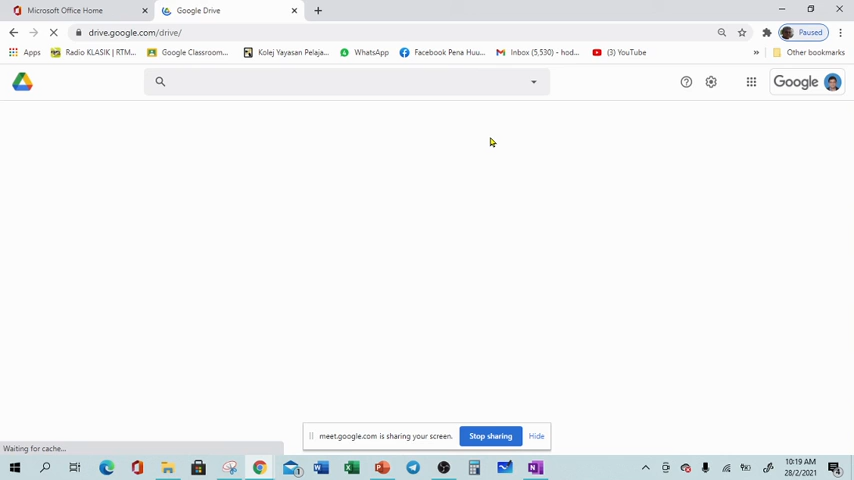 Microsoft Office Home
Google Drive
drive.google.com/drive/
Paused
Apps
Radio KLASIK | RTM...
Google Classroom...
Kolej Yayasan Pelaja...
WhatsApp
Facebook Pena Huu...
Inbox (5,530) - hod...
(3) YouTube
»
Other bookmarks
Google
meet.google.com is sharing your screen.
Stop sharing
Hide
Waiting for cache...
10:19 AM
28/2/2021
1
4